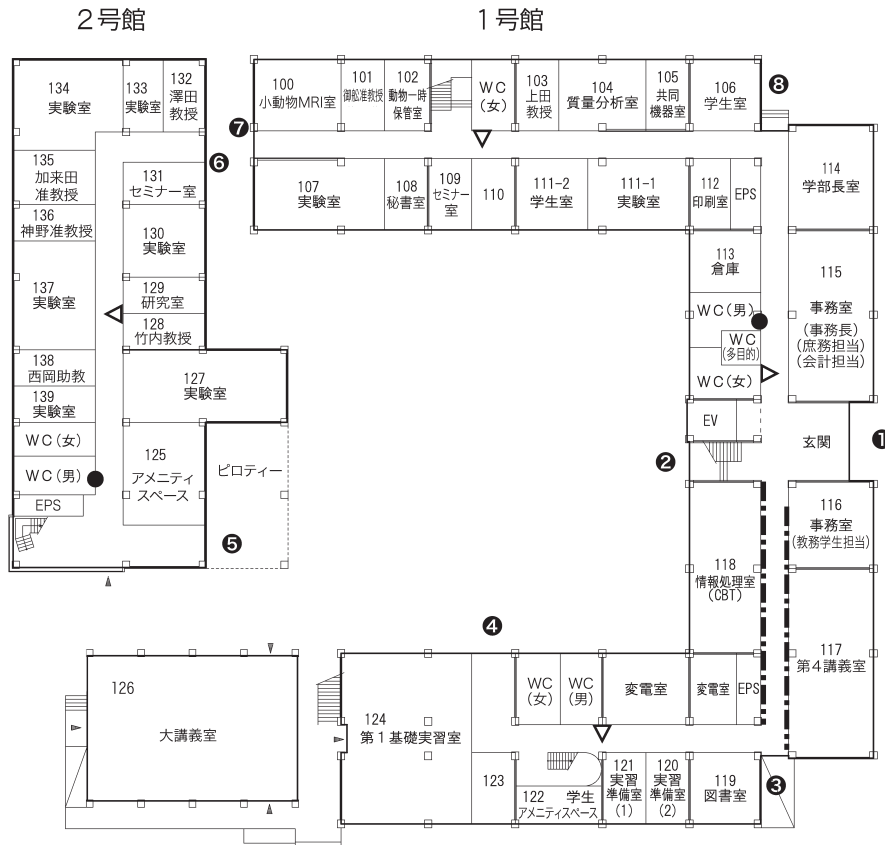 2号館
1号館
134
実験室
133
実験室
132
澤田
教授
135
加来田
准教授
136
神野准教授
137
実験室
138
西岡助教
139
実験室
WC(女)
WC(男)
EPS
131
セミナー室
130
実験室
129
研究室
128
竹内教授
127
実験室
125
アメニティ
スペース
ピロティー
❻
❺
126
大講義室
100
小動物MRI室
101
御舩准教授
102
動物一時
保管室
WC
(女)
103
上田
教授
104
質量分析室
105
共同
機器室
106
学生室
❽
❼
107
実験室
108
秘書室
109
セミナー
室
110
111-2
学生室
111-1
実験室
112
印刷室
EPS
113
倉庫
WC(男)
WC
(多目的)
WC(女)
EV
❷
114
学部長室
115
事務室
(事務長)
(庶務担当)
(会計担当)
玄関
❶
116
事務室
(教務学生担当)
117
第4講義室
118
情報処理室
(CBT)
❹
124
第1基礎実習室
WC
(女)
WC
(男)
変電室
変電室
EPS
123
122 学生
アメニティスペース
121
実習
準備室
(1)
120
実習
準備室
(2)
119
図書室
❸